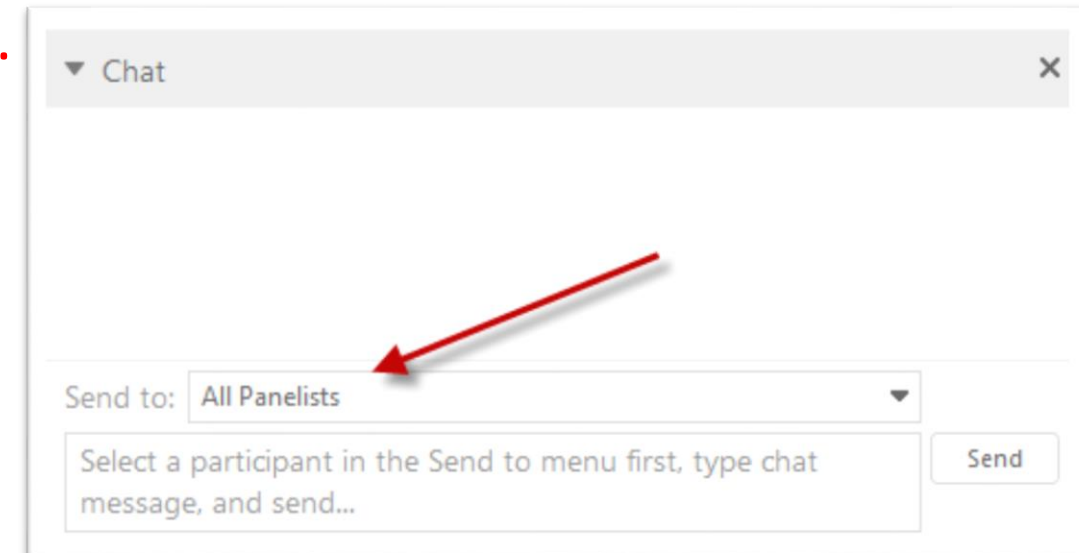 Chat
Send to: All Panelists
Select a participant in the Send to menu first, type chat
message, and send...
Send